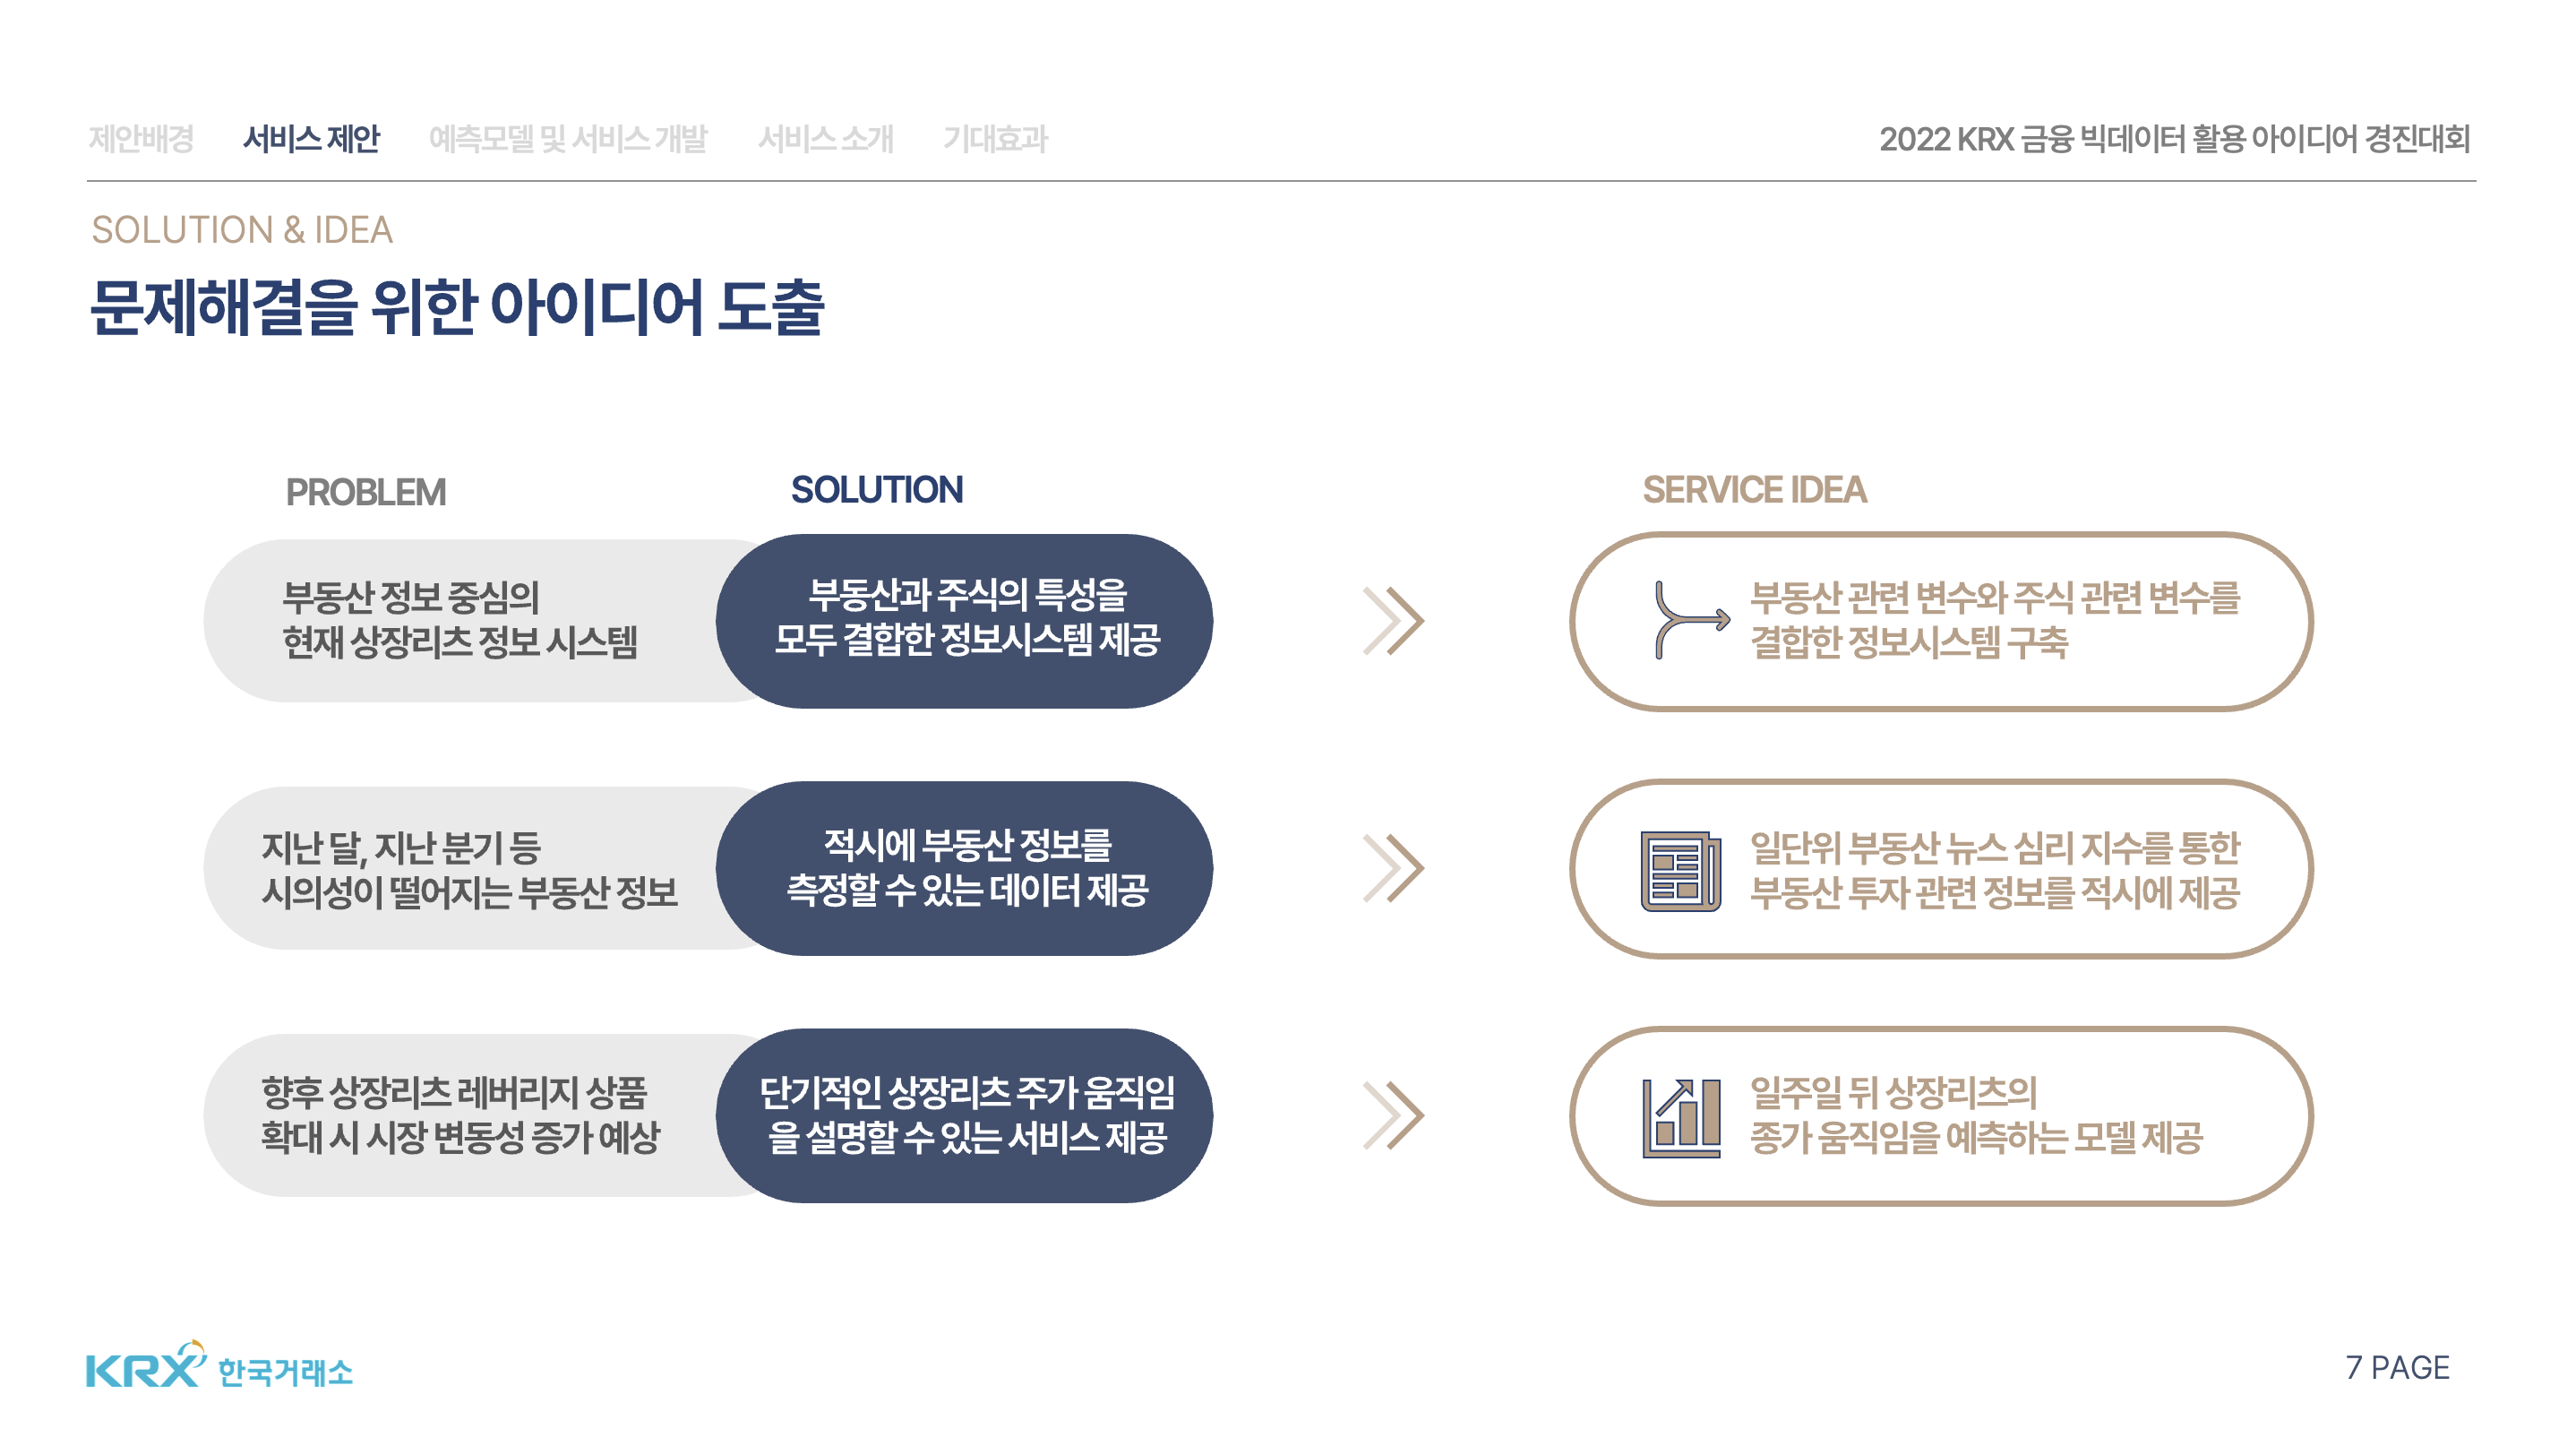 제안배경 서비스 제안 예측모델 및 서비스 개발 서비스 소개 기대효과 2022 KRX 금융 빅데이터 활용 아이디어 경진대회
SOLUTION & IDEA
문제해결을 위한 아이디어 도출
PROBLEM SOLUTION SERVICE IDEA
부동산 정보 중심의
현재 상장리츠 정보 시스템
부동산과 주식의 특성을
모두 결합한 정보시스템 제공
부동산 관련 변수와 주식 관련 변수를
결합한 정보시스템 구축
지난 달, 지난 분기 등
시의성이 떨어지는 부동산 정보
적시에 부동산 정보를
측정할 수 있는 데이터 제공
일단위 부동산 뉴스 심리 지수를 통한
부동산 투자 관련 정보를 적시에 제공
향후 상장리츠 레버리지 상품
확대 시 시장 변동성 증가 예상
단기적인 상장리츠 주가 움직임
을 설명할 수 있는 서비스 제공
일주일 뒤 상장리츠의
종가 움직임을 예측하는 모델 제공
KRX 한국거래소
7 PAGE